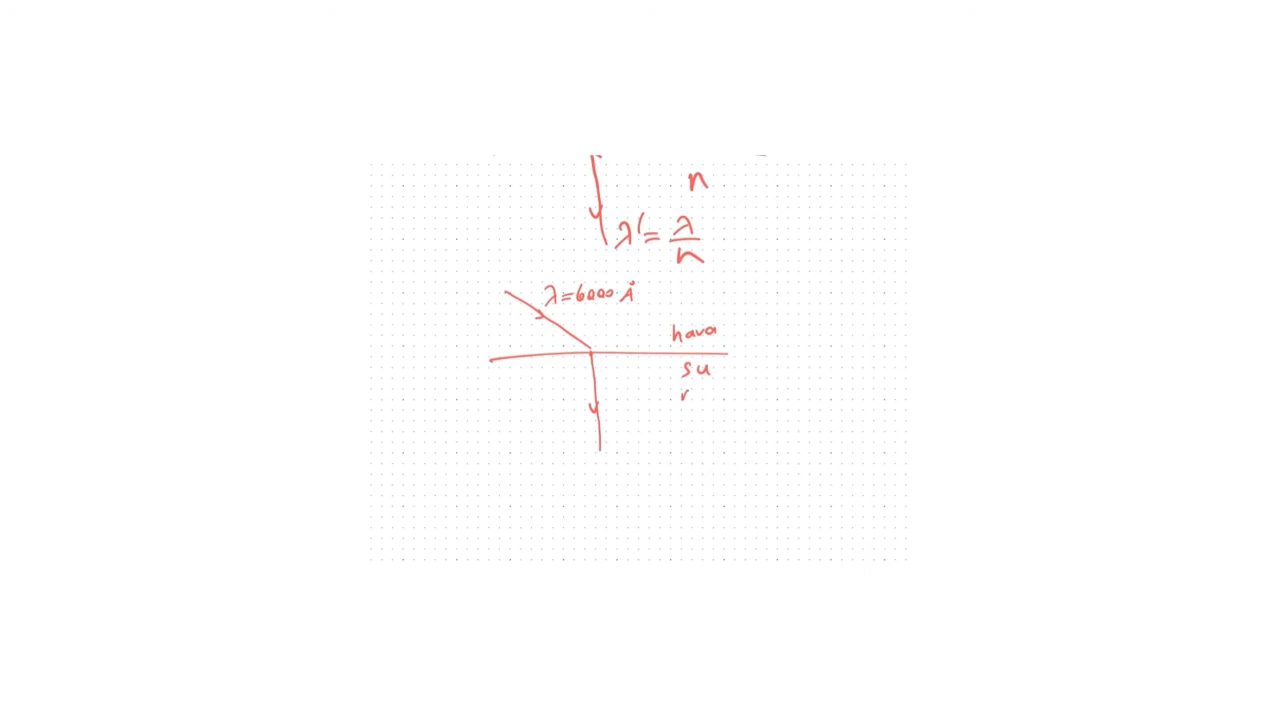 n
λ' = λ/n
λ = 6000 Å
hava
su